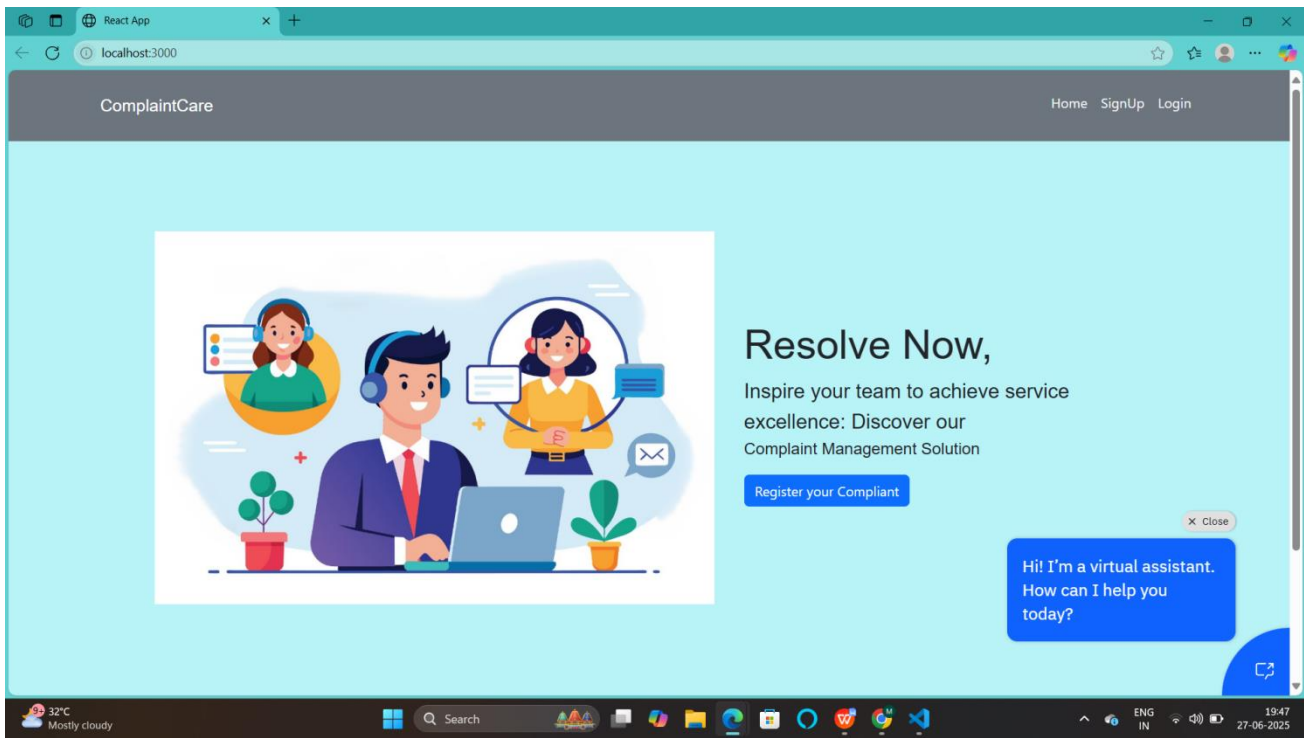 React App
localhost:3000
ComplaintCare
Home SignUp Login
Resolve Now,
Inspire your team to achieve service
excellence: Discover our
Complaint Management Solution
Register your Compliant
× Close
Hi! I'm a virtual assistant.
How can I help you
today?
9+
32°C
Mostly cloudy
Search
ENG
IN
19:47
27-06-2025